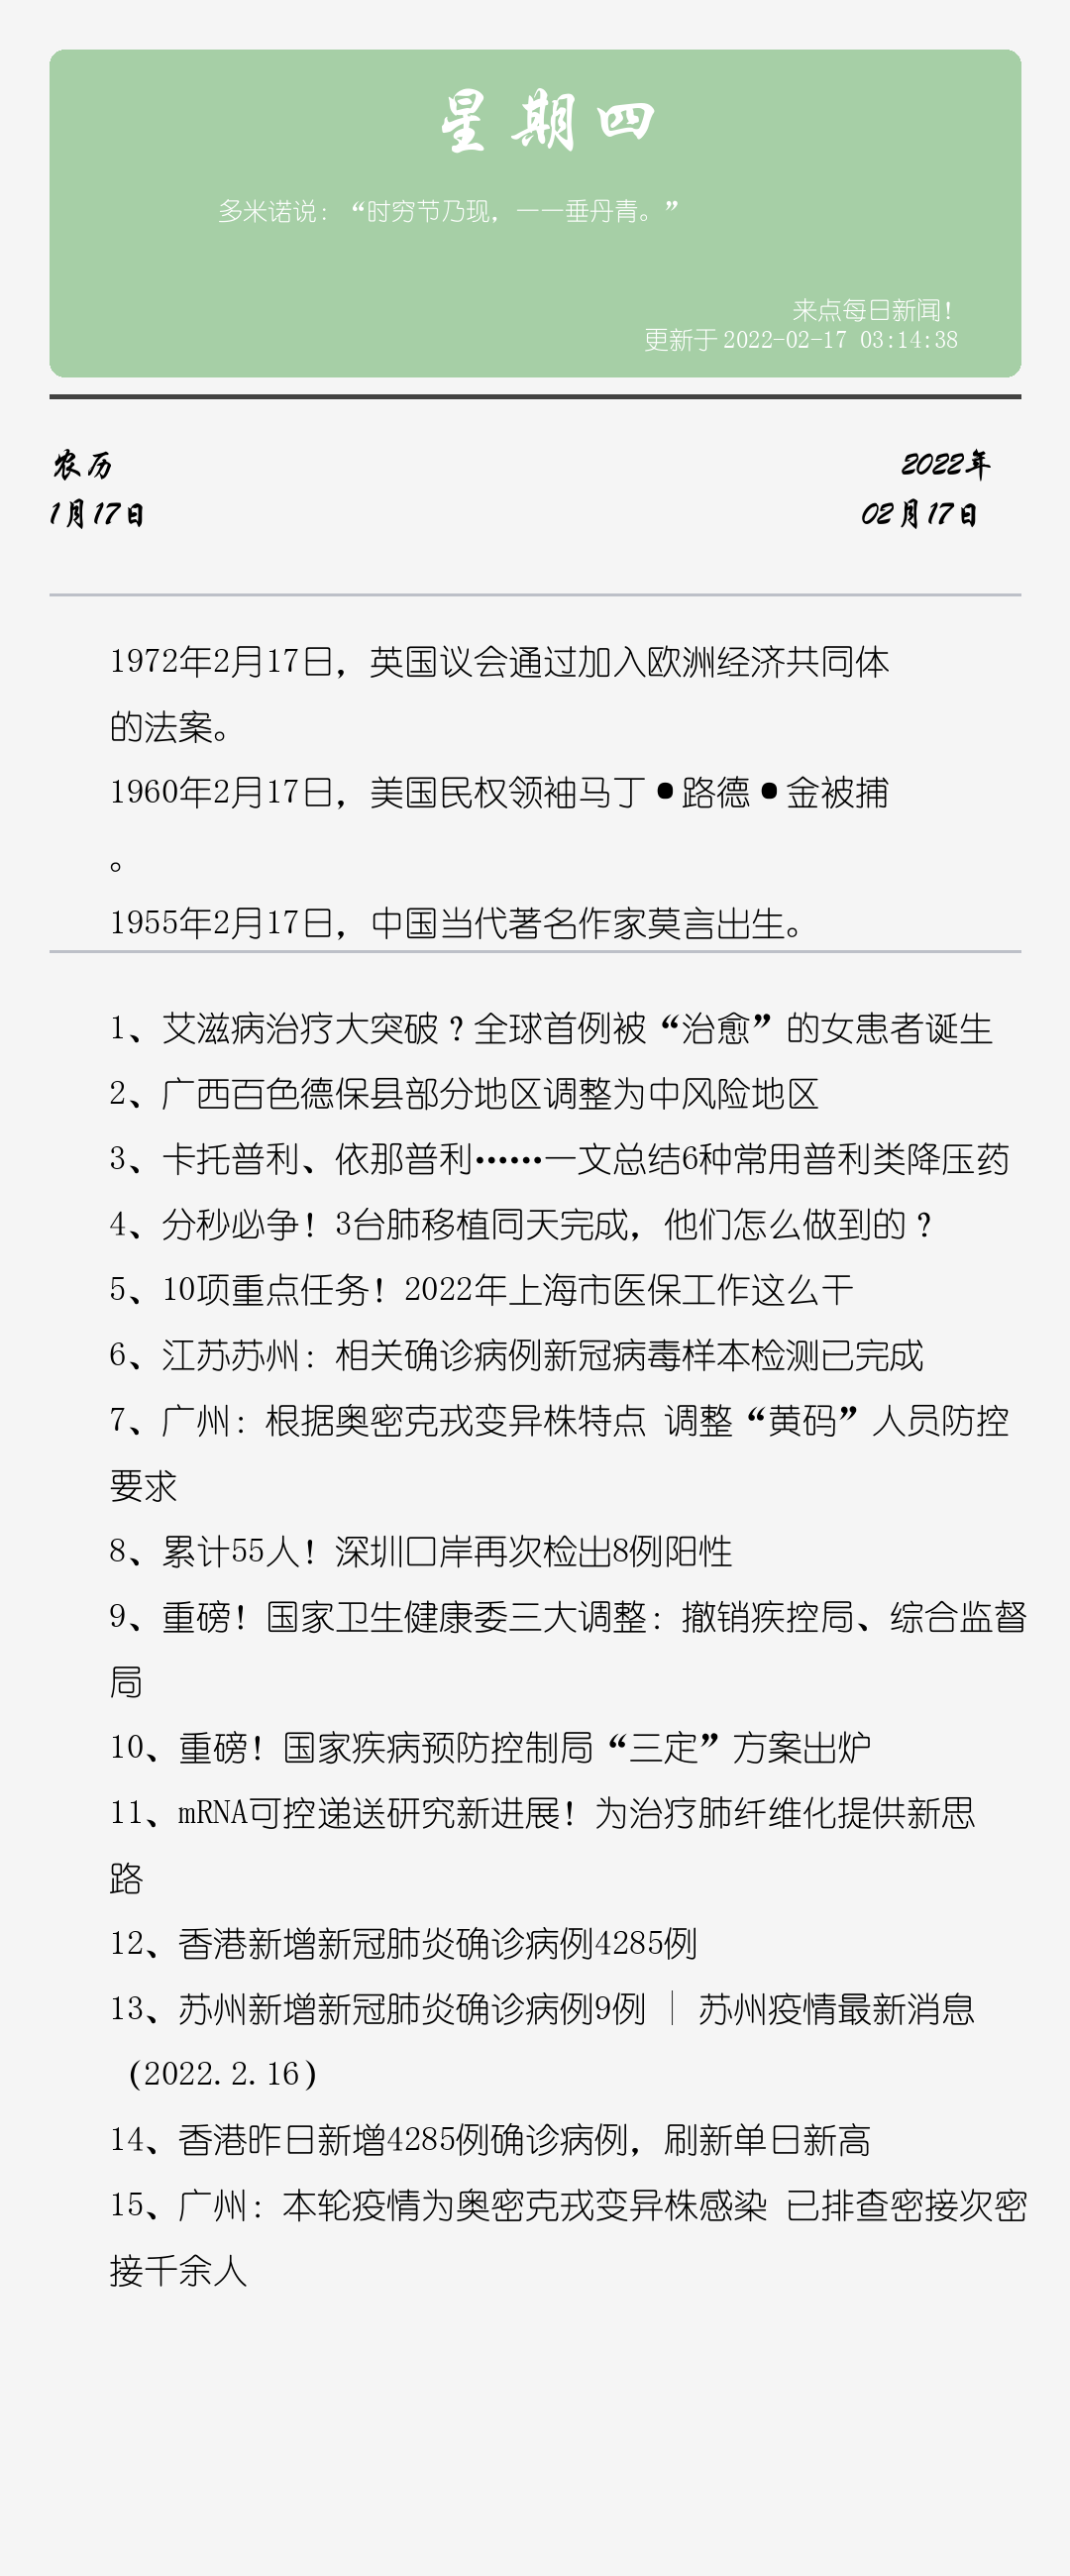 星期四
多米诺说：“时穷节乃现，一一垂丹青。”
来点每日新闻！
更新于 2022-02-17 03:14:38
农历
2022年
1月17日
02月17日
1972年2月17日，英国议会通过加入欧洲经济共同体
的法案。
1960年2月17日，美国民权领袖马丁•路德•金被捕
。
1955年2月17日，中国当代著名作家莫言出生。
1、艾滋病治疗大突破？全球首例被“治愈”的女患者诞生
2、广西百色德保县部分地区调整为中风险地区
3、卡托普利、依那普利……一文总结6种常用普利类降压药
4、分秒必争！3台肺移植同天完成，他们怎么做到的？
5、10项重点任务！2022年上海市医保工作这么干
6、江苏苏州：相关确诊病例新冠病毒样本检测已完成
7、广州：根据奥密克戎变异株特点 调整“黄码”人员防控
要求
8、累计55人！深圳口岸再次检出8例阳性
9、重磅！国家卫生健康委三大调整：撤销疾控局、综合监督
局
10、重磅！国家疾病预防控制局“三定”方案出炉
11、mRNA可控递送研究新进展！为治疗肺纤维化提供新思
路
12、香港新增新冠肺炎确诊病例4285例
13、苏州新增新冠肺炎确诊病例9例 | 苏州疫情最新消息
（2022.2.16）
14、香港昨日新增4285例确诊病例，刷新单日新高
15、广州：本轮疫情为奥密克戎变异株感染 已排查密接次密
接千余人